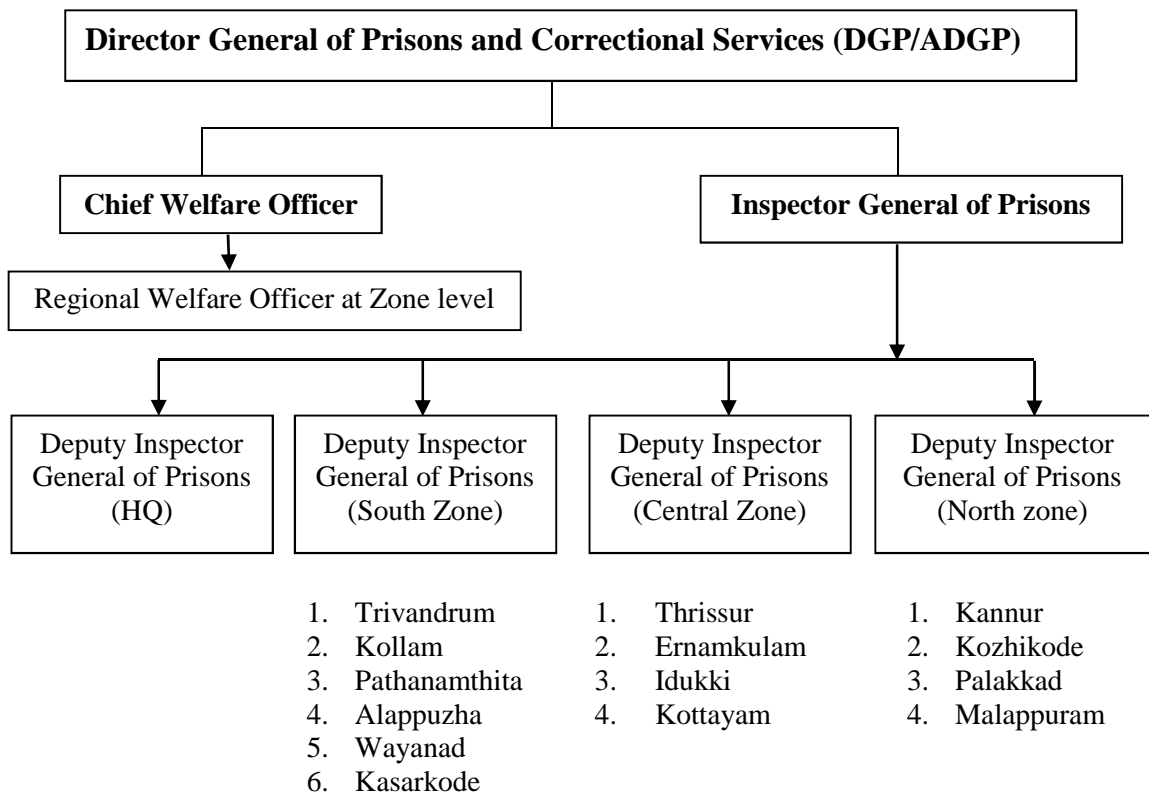 Director General of Prisons and Correctional Services (DGP/ADGP)
Chief Welfare Officer
Inspector General of Prisons
Regional Welfare Officer at Zone level
Deputy Inspector
General of Prisons
(HQ)
Deputy Inspector
General of Prisons
(South Zone)
Deputy Inspector
General of Prisons
(Central Zone)
Deputy Inspector
General of Prisons
(North zone)
1. Trivandrum
2. Kollam
3. Pathanamthita
4. Alappuzha
5. Wayanad
6. Kasarkode
1. Thrissur
2. Ernamkulam
3. Idukki
4. Kottayam
1. Kannur
2. Kozhikode
3. Palakkad
4. Malappuram